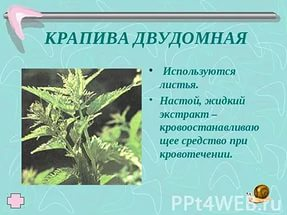 КРАПИВА ДВУДОМНАЯ
• Используются
листья.
• Настой, жидкий
экстракт –
кровоостанавливаю
щее средство при
кровотечении.
PPt4WEB.ru